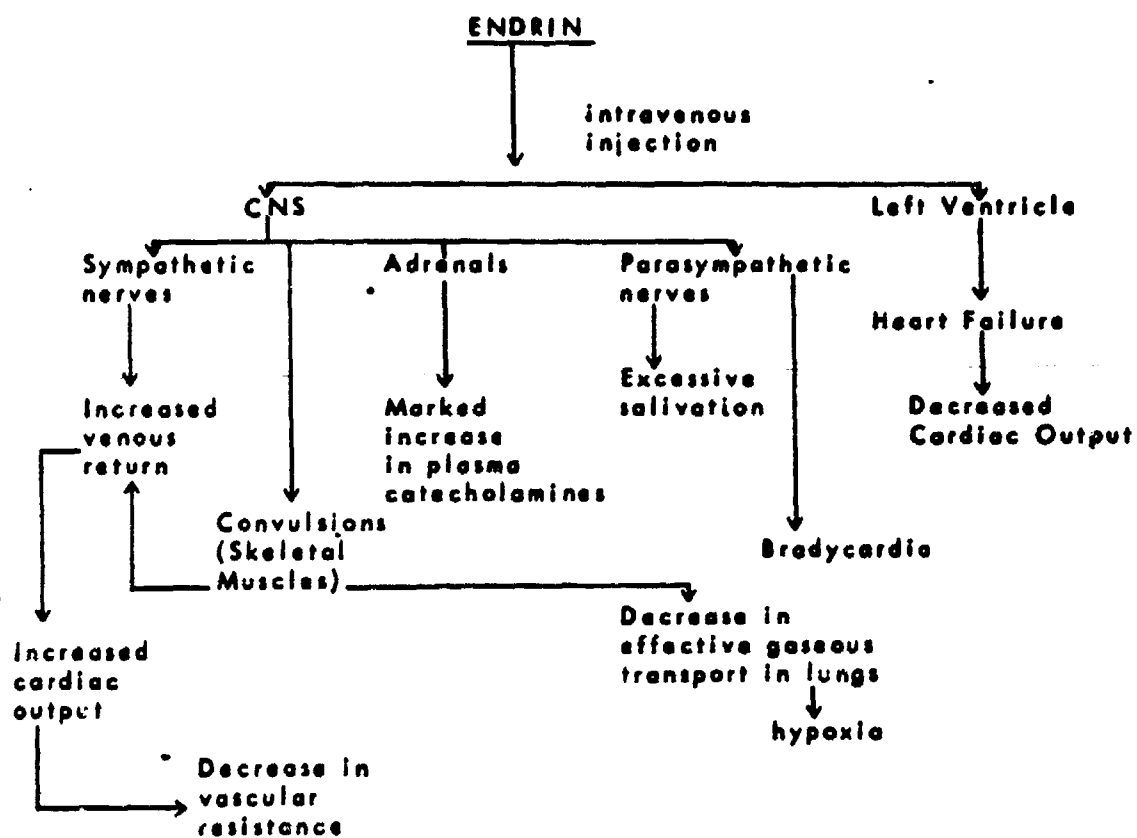 ENDRIN
intravenous
injection
CNS
Left Ventricle
Sympathetic
nerves
Adrenals
Parasympathetic
nerves
Heart Failure
Increased
venous
return
Marked
increase
in plasma
catecholamines
Excessive
salivation
Decreased
Cardiac Output
Convulsions
(Skeletal
Muscles)
Bradycardia
Increased
cardiac
output
Decrease in
effective gaseous
transport in lungs
hypoxia
Decrease in
vascular
resistance